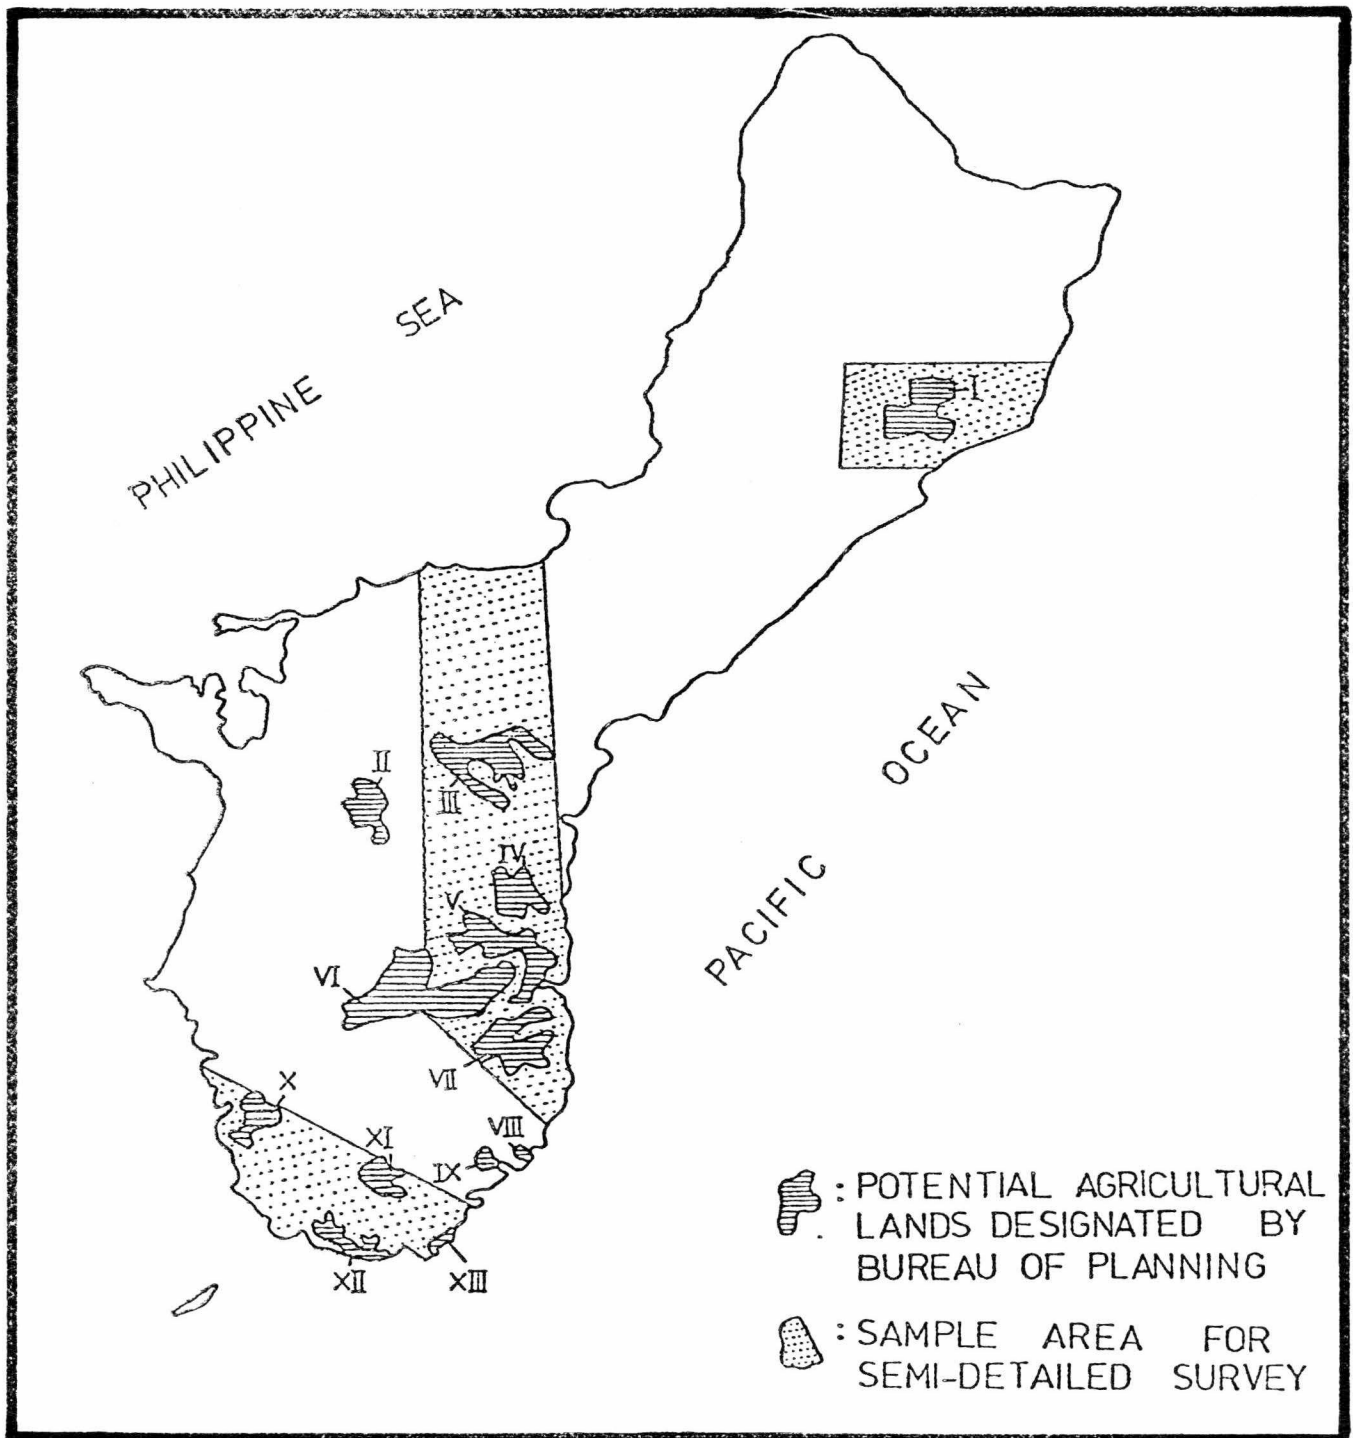 PHILIPPINE SEA
I
II
III
IV
V
VI
VII
VIII
IX
X
XI
XII
XIII
PACIFIC OCEAN
: POTENTIAL AGRICULTURAL
LANDS DESIGNATED BY
BUREAU OF PLANNING
: SAMPLE AREA FOR
SEMI-DETAILED SURVEY